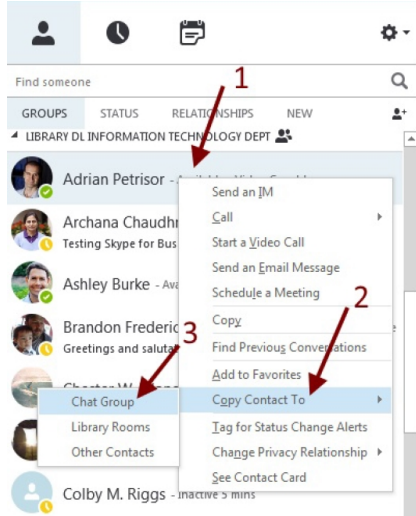 1
Find someone
GROUPS STATUS RELATIONSHIPS NEW
LIBRARY DL INFORMATION TECHNOLOGY DEPT
Adrian Petrisor -
Send an IM
Call
Start a Video Call
Send an Email Message
Schedule a Meeting
Copy
Find Previous Conversations
Add to Favorites
Copy Contact To
Tag for Status Change Alerts
Change Privacy Relationship
See Contact Card
2
Archana Chaudhr
Testing Skype for Bus
Ashley Burke - Ava
Brandon Frederic
Greetings and saluta
3
Chat Group
Library Rooms
Other Contacts
Colby M. Riggs - Inactive 5 mins